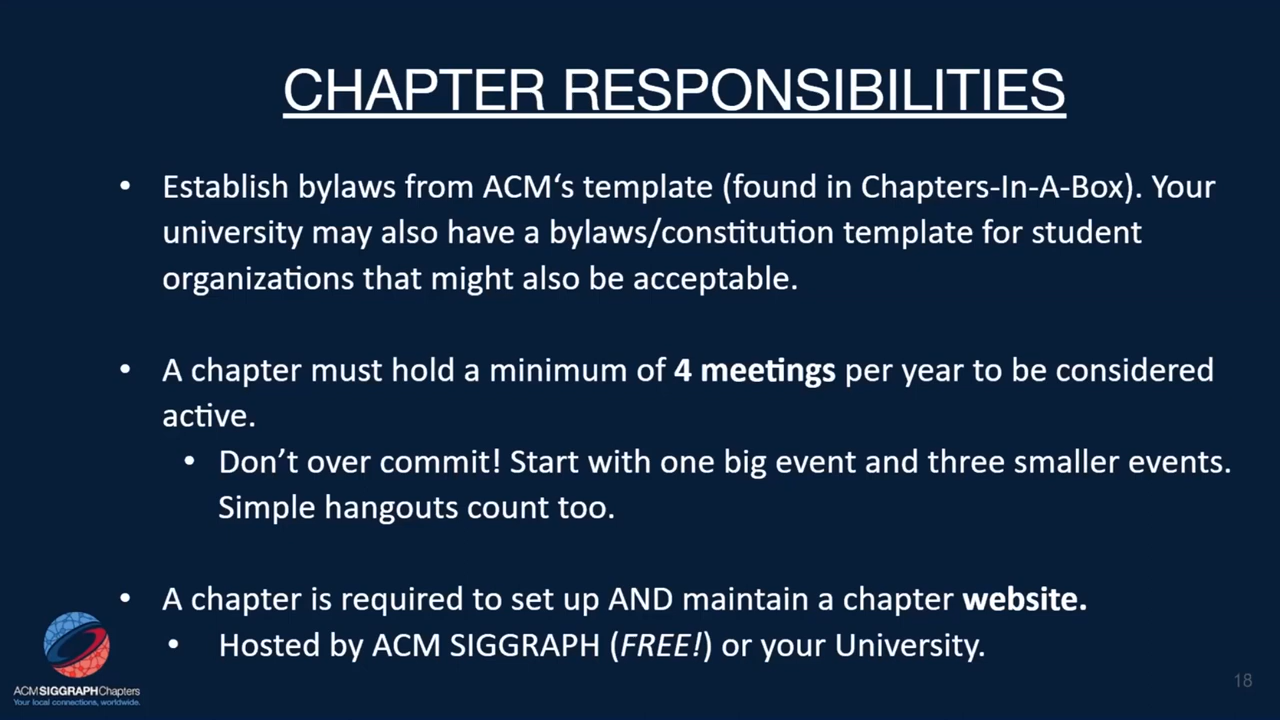 CHAPTER RESPONSIBILITIES
• Establish bylaws from ACM‘s template (found in Chapters-In-A-Box). Your
university may also have a bylaws/constitution template for student
organizations that might also be acceptable.
• A chapter must hold a minimum of 4 meetings per year to be considered
active.
• Don’t over commit! Start with one big event and three smaller events.
Simple hangouts count too.
• A chapter is required to set up AND maintain a chapter website.
• Hosted by ACM SIGGRAPH (FREE!) or your University.
ACMSIGGRAPHChapters
Your local connections, worldwide.
18